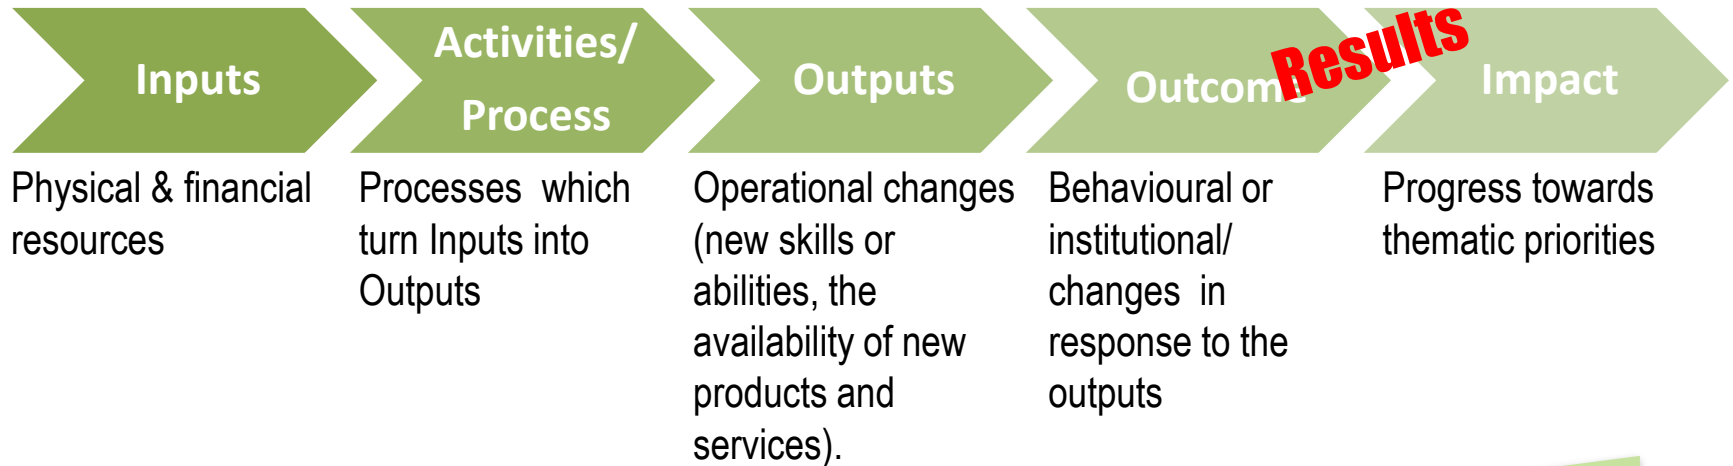 Inputs
Activities/
Process
Outputs
Outcome
Results
Impact
Physical & financial
resources
Processes which
turn Inputs into
Outputs
Operational changes
(new skills or
abilities, the
availability of new
products and
services).
Behavioural or
institutional/
changes in
response to the
outputs
Progress towards
thematic priorities